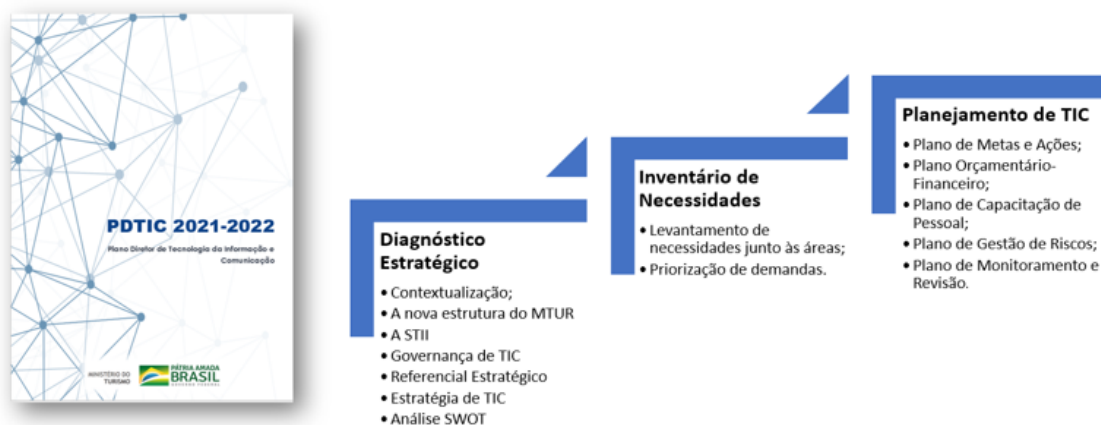 PDTIC 2021-2022
Plano Diretor de Tecnologia da Informação e
Comunicação
MINISTÉRIO DO
TURISMO
PÁTRIA AMADA
BRASIL
GOVERNO FEDERAL
Diagnóstico
Estratégico
• Contextualização;
• A nova estrutura do MTUR
• A STII
• Governança de TIC
• Referencial Estratégico
• Estratégia de TIC
• Análise SWOT
Inventário de
Necessidades
• Levantamento de
necessidades junto às áreas;
• Priorização de demandas.
Planejamento de TIC
• Plano de Metas e Ações;
• Plano Orçamentário-
Financeiro;
• Plano de Capacitação de
Pessoal;
• Plano de Gestão de Riscos;
• Plano de Monitoramento e
Revisão.